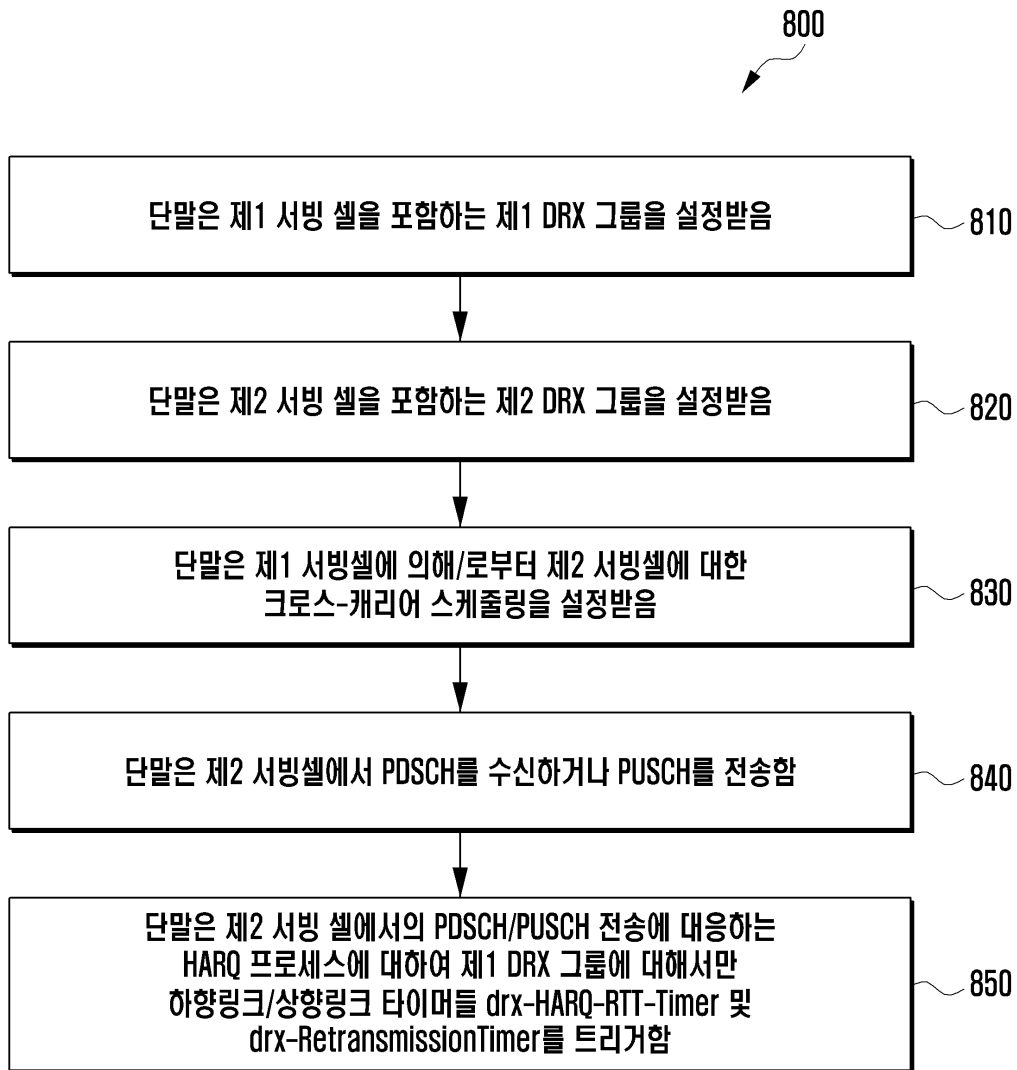 800
단말은 제1 서빙 셀을 포함하는 제1 DRX 그룹을 설정받음
810
단말은 제2 서빙 셀을 포함하는 제2 DRX 그룹을 설정받음
820
단말은 제1 서빙셀에 의해/로부터 제2 서빙셀에 대한
크로스-캐리어 스케줄링을 설정받음
830
단말은 제2 서빙셀에서 PDSCH를 수신하거나 PUSCH를 전송함
840
단말은 제2 서빙 셀에서의 PDSCH/PUSCH 전송에 대응하는
HARQ 프로세스에 대하여 제1 DRX 그룹에 대해서만
하향링크/상향링크 타이머들 drx-HARQ-RTT-Timer 및
drx-RetransmissionTimer를 트리거함
850